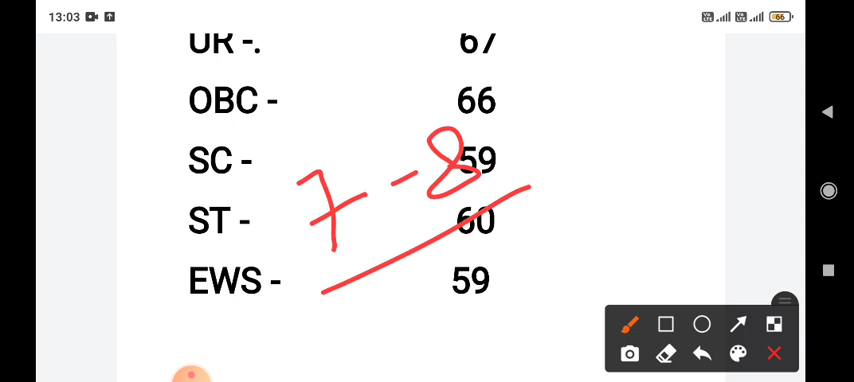 13:03 66
UR -. 67
OBC - 66
SC - 59
ST - 60
EWS - 59
7 - 8